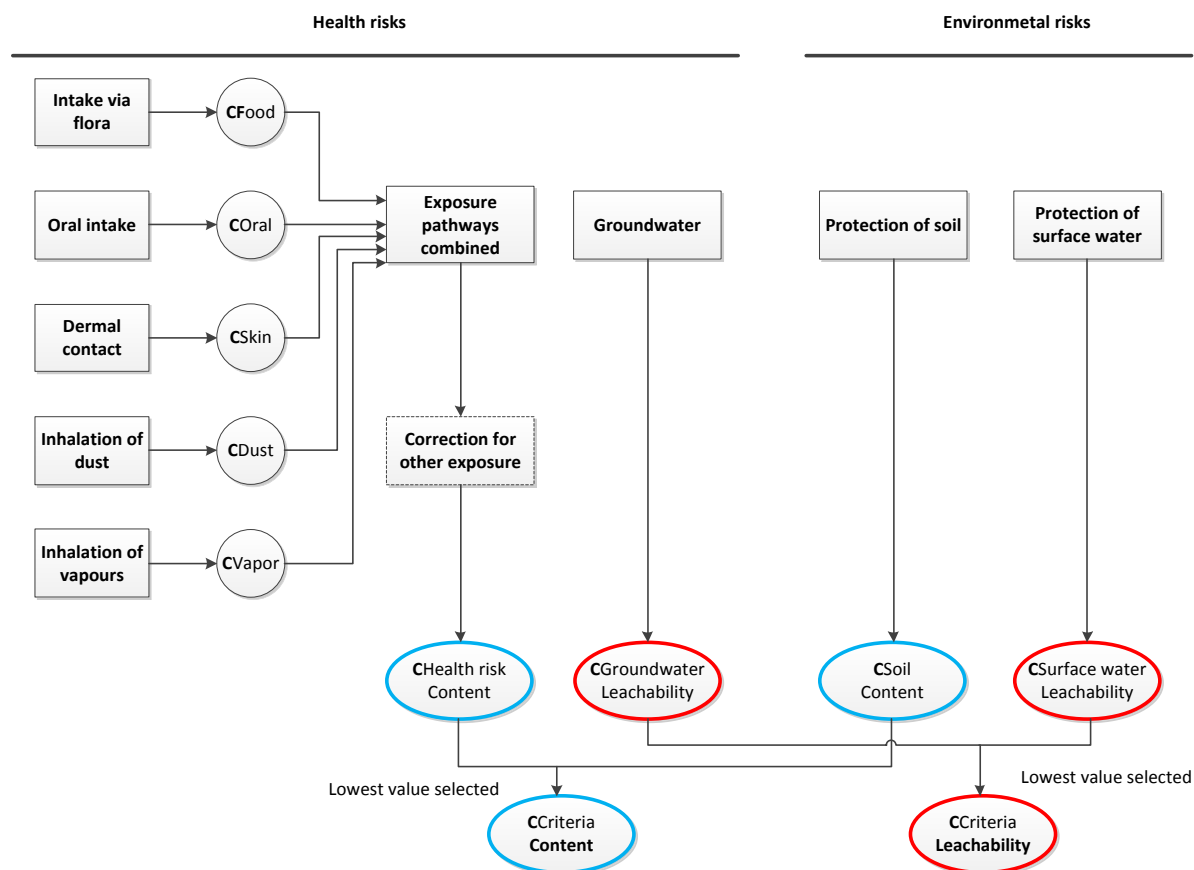 Health risks
Environmetal risks
Intake via
flora
CFood
Oral intake
COral
Exposure
pathways
combined
Groundwater
Protection of soil
Protection of
surface water
Dermal
contact
CSkin
Inhalation of
dust
CDust
Correction for
other exposure
Inhalation of
vapours
CVapor
CHealth risk
Content
CGroundwater
Leachability
CSoil
Content
CSurface water
Leachability
Lowest value selected
Lowest value selected
CCriteria
Content
CCriteria
Leachability